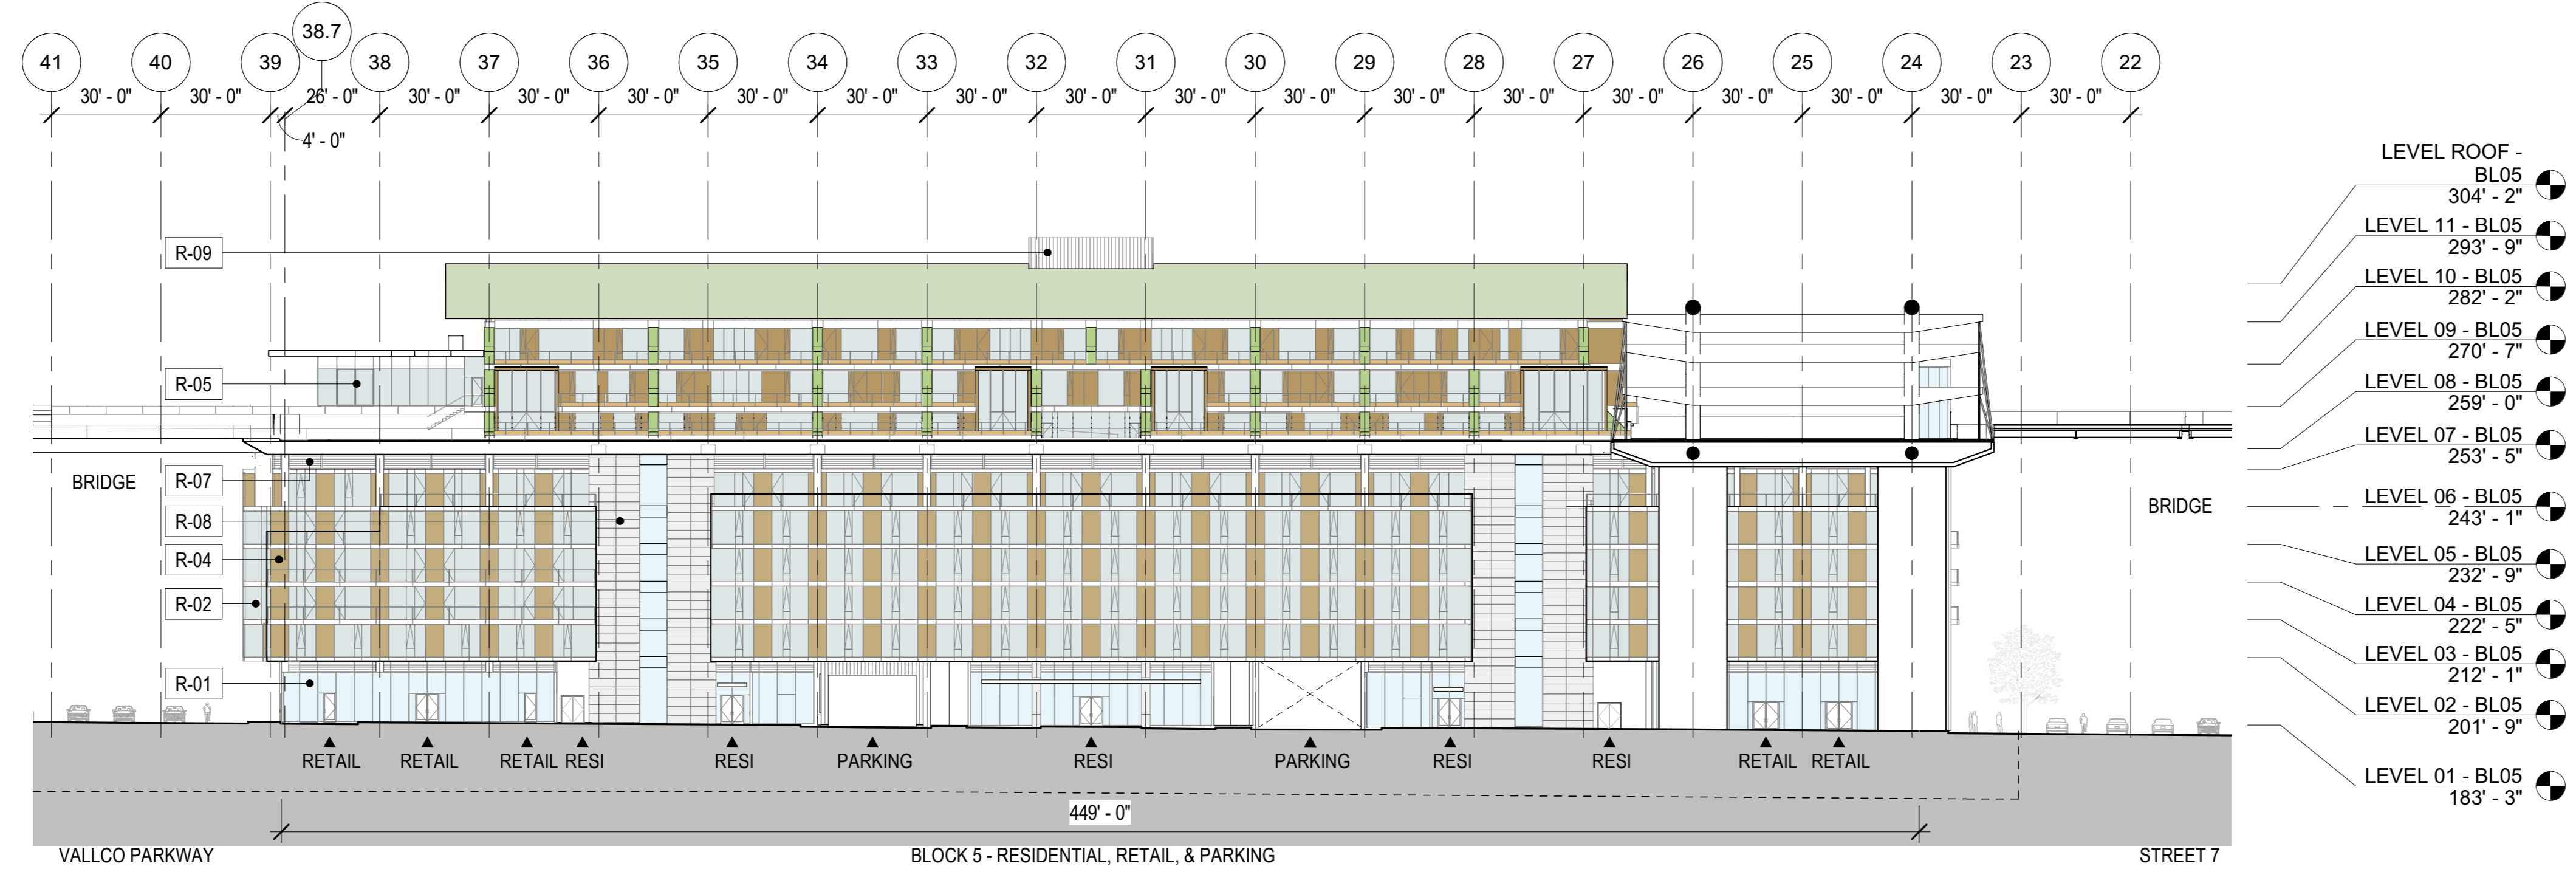 38.7
41 40 39 38 37 36 35 34 33 32 31 30 29 28 27 26 25 24 23 22
30' - 0" 30' - 0" 26' - 0" 30' - 0" 30' - 0" 30' - 0" 30' - 0" 30' - 0" 30' - 0" 30' - 0" 30' - 0" 30' - 0" 30' - 0" 30' - 0" 30' - 0" 30' - 0" 30' - 0" 30' - 0" 30' - 0"
4' - 0"
LEVEL ROOF -
BL05
304' - 2"
LEVEL 11 - BL05
293' - 9"
LEVEL 10 - BL05
282' - 2"
LEVEL 09 - BL05
270' - 7"
LEVEL 08 - BL05
259' - 0"
LEVEL 07 - BL05
253' - 5"
LEVEL 06 - BL05
243' - 1"
LEVEL 05 - BL05
232' - 9"
LEVEL 04 - BL05
222' - 5"
LEVEL 03 - BL05
212' - 1"
LEVEL 02 - BL05
201' - 9"
LEVEL 01 - BL05
183' - 3"
R-09
R-05
R-07
R-08
R-04
R-02
R-01
BRIDGE
BRIDGE
RETAIL RETAIL RETAIL RESI RESI PARKING RESI PARKING RESI RESI RETAIL RETAIL
449' - 0"
VALLCO PARKWAY BLOCK 5 - RESIDENTIAL, RETAIL, & PARKING STREET 7